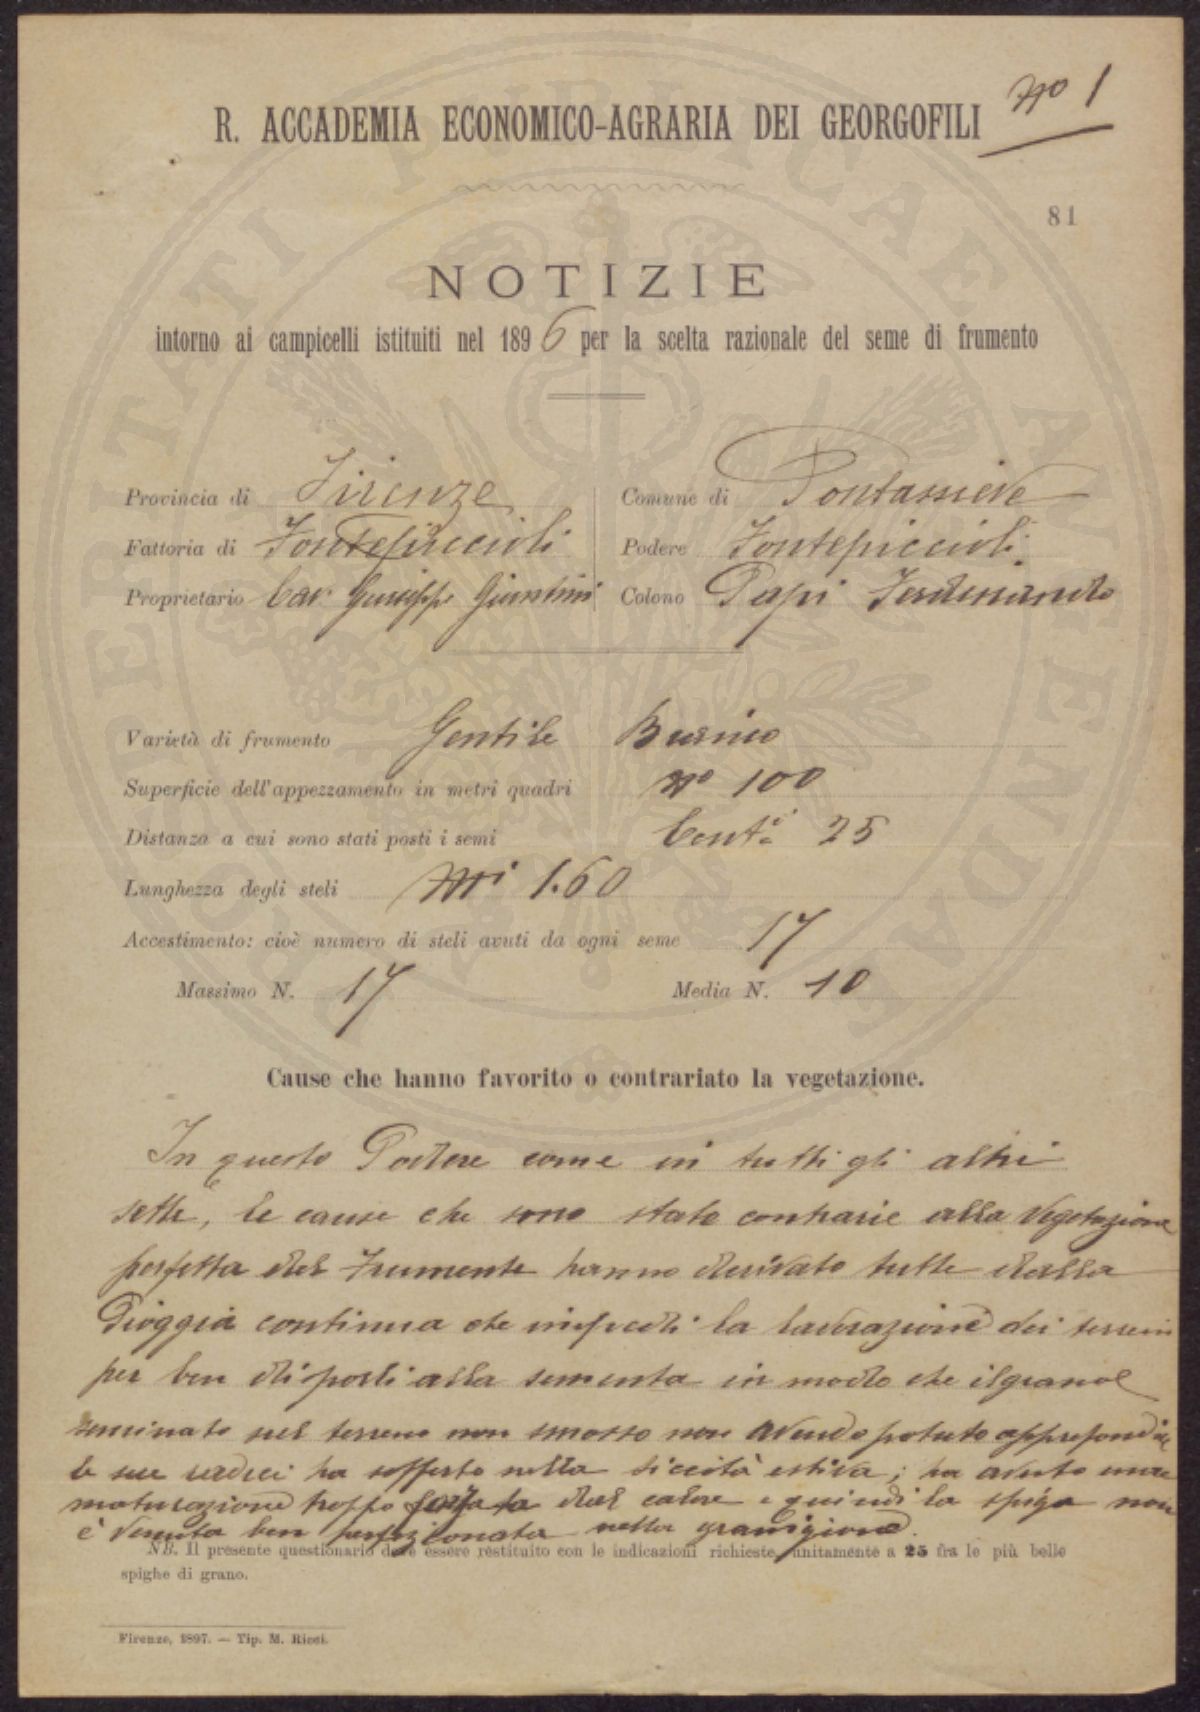 No 1
R. ACCADEMIA ECONOMICO-AGRARIA DEI GEORGOFILI
81
NOTIZIE
intorno ai campicelli istituiti nel 1896 per la scelta razionale del seme di frumento
Provincia di Firenze Comune di Pontassieve
Fattoria di Fontepiccioli Podere Fontepiccioli
Proprietario Cav. Giuseppe Giuntini Colono Papi Ferdinando
Varietà di frumento Gentile
Superficie dell'appezzamento in metri quadri No 100
Distanza a cui sono stati posti i semi Centi 25
Lunghezza degli steli Mi 1.60
Accestimento: cioè numero di steli avuti da ogni seme 17
Massimo N. 17 Media N. 10
Cause che hanno favorito o contrariato la vegetazione.
In questo Podere come in tutti gli altri
sette, le cause che sono state contrarie alla Vegetazione
perfetta del Frumento hanno derivato tutte dalla
Pioggia continua che impedì la lavorazione dei terreni
per ben disporli alla sementa in modo che il grano
seminato nel terreno non smosso non avendo potuto approfondir
le sue radici ha sofferto nella siccità estiva; ha avuto una
maturazione troppo forzata dal calore e quindi la spiga non
è Venuta ben perfezionata nella granigione.
NB. Il presente questionario deve essere restituito con le indicazioni richieste, unitamente a 25 fra le più belle
spighe di grano.
Firenze, 1897. — Tip. M. Ricci.